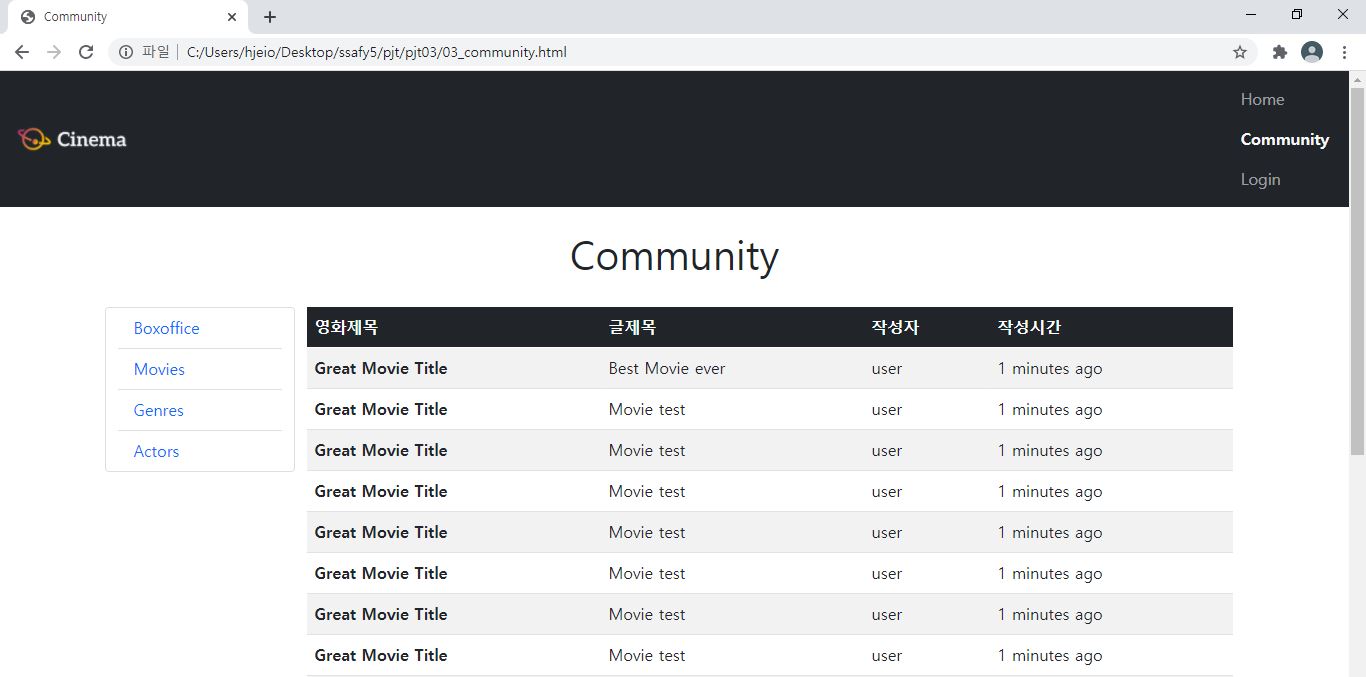 Community
파일 C:/Users/hjeio/Desktop/ssafy5/pjt/pjt03/03_community.html
Cinema
Home
Community
Login
Community
Boxoffice
Movies
Genres
Actors
영화제목 글제목 작성자 작성시간
Great Movie Title Best Movie ever user 1 minutes ago
Great Movie Title Movie test user 1 minutes ago
Great Movie Title Movie test user 1 minutes ago
Great Movie Title Movie test user 1 minutes ago
Great Movie Title Movie test user 1 minutes ago
Great Movie Title Movie test user 1 minutes ago
Great Movie Title Movie test user 1 minutes ago
Great Movie Title Movie test user 1 minutes ago